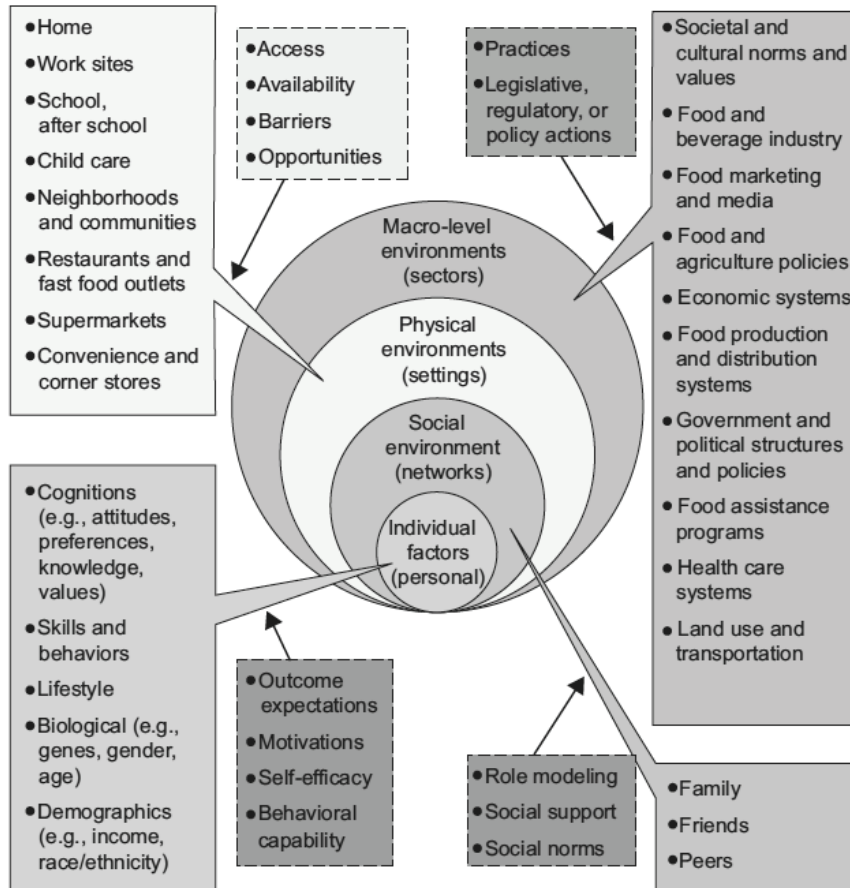 ●Home
●Work sites
●School,
after school
●Child care
●Neighborhoods
and communities
●Restaurants and
fast food outlets
●Supermarkets
●Convenience and
corner stores
●Access
●Availability
●Barriers
●Opportunities
●Practices
●Legislative,
regulatory, or
policy actions
●Societal and
cultural norms and
values
●Food and
beverage industry
●Food marketing
and media
●Food and
agriculture policies
●Economic systems
●Food production
and distribution
systems
●Government and
political structures
and policies
●Food assistance
programs
●Health care
systems
●Land use and
transportation
Macro-level
environments
(sectors)
Physical
environments
(settings)
Social
environment
(networks)
Individual
factors
(personal)
●Cognitions
(e.g., attitudes,
preferences,
knowledge,
values)
●Skills and
behaviors
●Lifestyle
●Biological (e.g.,
genes, gender,
age)
●Demographics
(e.g., income,
race/ethnicity)
●Outcome
expectations
●Motivations
●Self-efficacy
●Behavioral
capability
●Role modeling
●Social support
●Social norms
●Family
●Friends
●Peers